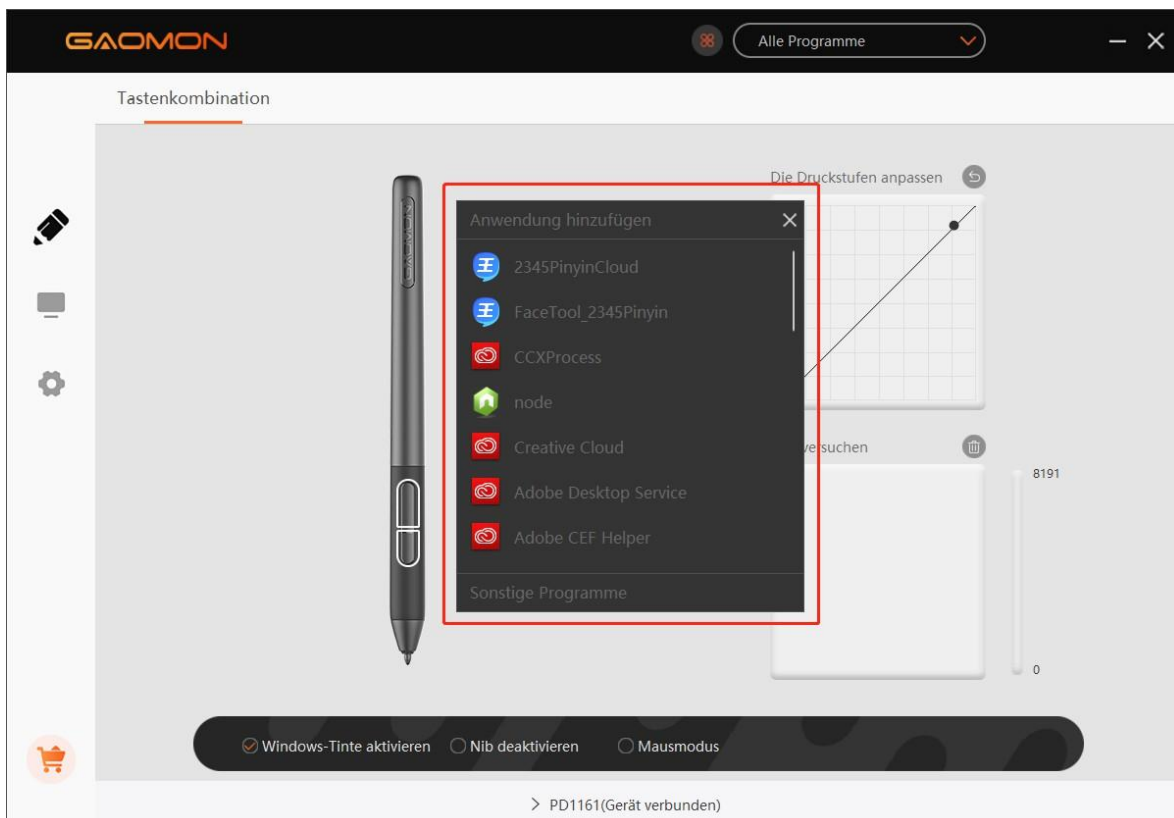 GAOMON
Alle Programme
Tastenkombination
Die Druckstufen anpassen
GAOMON
Anwendung hinzufügen
2345PinyinCloud
FaceTool_2345Pinyin
CCXProcess
node
Creative Cloud
Adobe Desktop Service
Adobe CEF Helper
Sonstige Programme
versuchen
8191
0
Windows-Tinte aktivieren
Nib deaktivieren
Mausmodus
PD1161(Gerät verbunden)